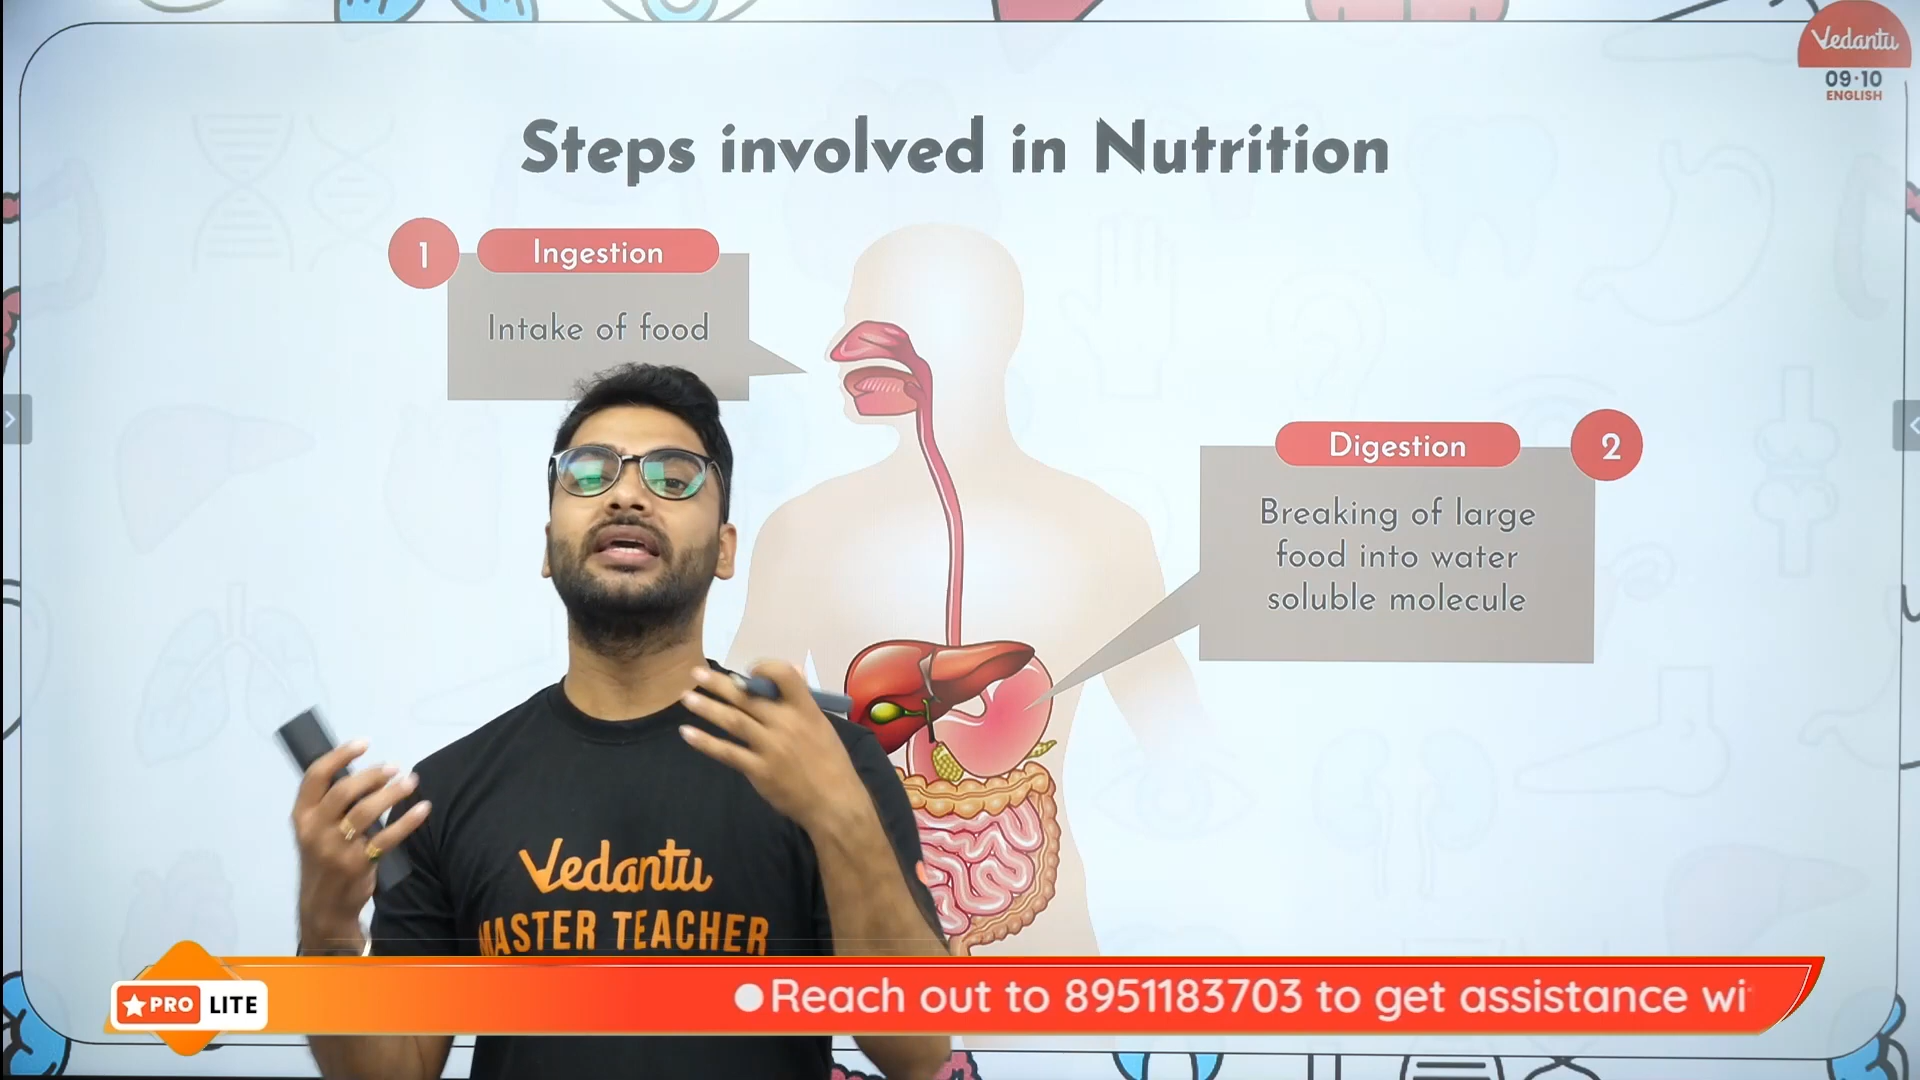 Vedantu
09·10
ENGLISH
Steps involved in Nutrition
1
Ingestion
Intake of food
Digestion
2
Breaking of large
food into water
soluble molecule
Vedantu
MASTER TEACHER
PRO LITE
Reach out to 8951183703 to get assistance wi